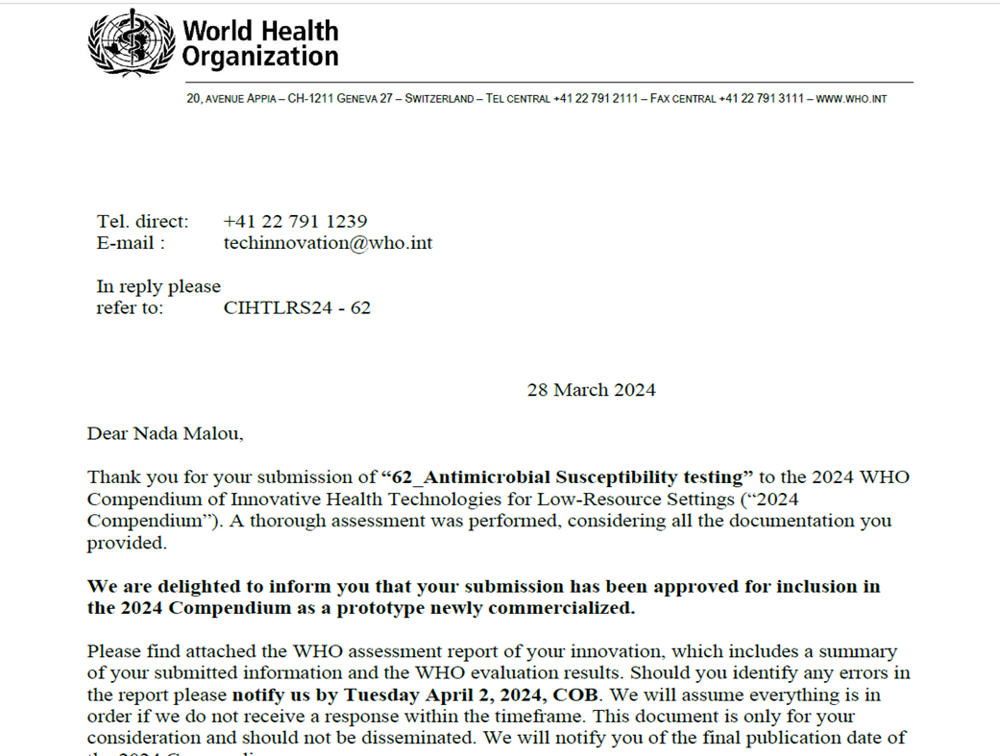 World Health
Organization
20, AVENUE APPIA – CH-1211 GENEVA 27 – SWITZERLAND – TEL CENTRAL +41 22 791 2111 – FAX CENTRAL +41 22 791 3111 – WWW.WHO.INT
Tel. direct: +41 22 791 1239
E-mail : techinnovation@who.int
In reply please
refer to: CIHTLRS24 - 62
28 March 2024
Dear Nada Malou,
Thank you for your submission of “62_Antimicrobial Susceptibility testing” to the 2024 WHO
Compendium of Innovative Health Technologies for Low-Resource Settings (“2024
Compendium”). A thorough assessment was performed, considering all the documentation you
provided.
We are delighted to inform you that your submission has been approved for inclusion in
the 2024 Compendium as a prototype newly commercialized.
Please find attached the WHO assessment report of your innovation, which includes a summary
of your submitted information and the WHO evaluation results. Should you identify any errors in
the report please notify us by Tuesday April 2, 2024, COB. We will assume everything is in
order if we do not receive a response within the timeframe. This document is only for your
consideration and should not be disseminated. We will notify you of the final publication date of